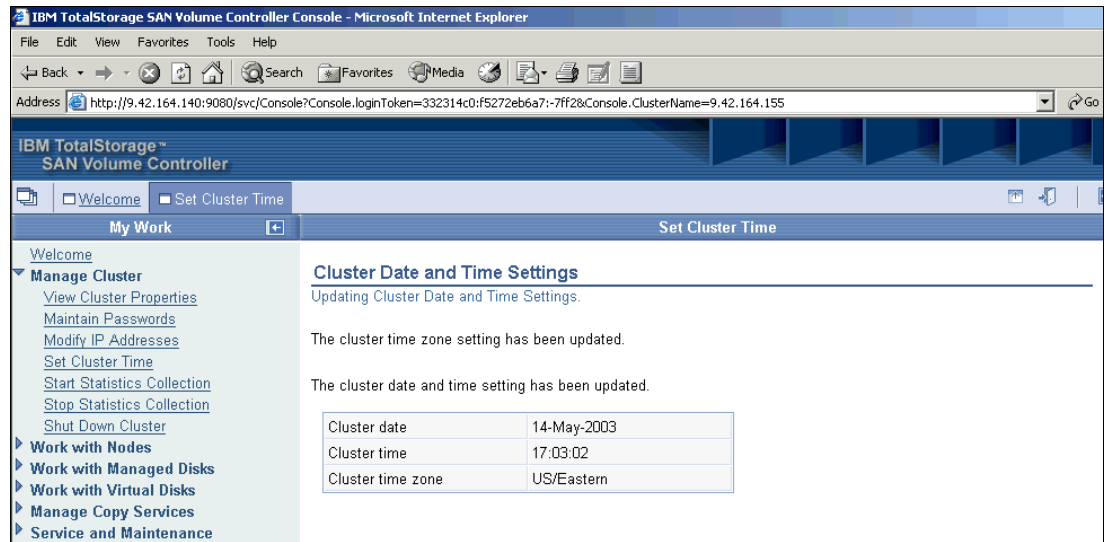 IBM TotalStorage SAN Volume Controller Console - Microsoft Internet Explorer
File Edit View Favorites Tools Help
Back Search Favorites Media
Address http://9.42.164.140:9080/svc/Console?Console.loginToken=332314c0:f5272eb6a7:-7ff2&Console.ClusterName=9.42.164.155 Go
IBM TotalStorage™
SAN Volume Controller
Welcome Set Cluster Time
My Work
Set Cluster Time
Welcome
Manage Cluster
View Cluster Properties
Maintain Passwords
Modify IP Addresses
Set Cluster Time
Start Statistics Collection
Stop Statistics Collection
Shut Down Cluster
Work with Nodes
Work with Managed Disks
Work with Virtual Disks
Manage Copy Services
Service and Maintenance
Cluster Date and Time Settings
Updating Cluster Date and Time Settings.
The cluster time zone setting has been updated.
The cluster date and time setting has been updated.
Cluster date 14-May-2003
Cluster time 17:03:02
Cluster time zone US/Eastern